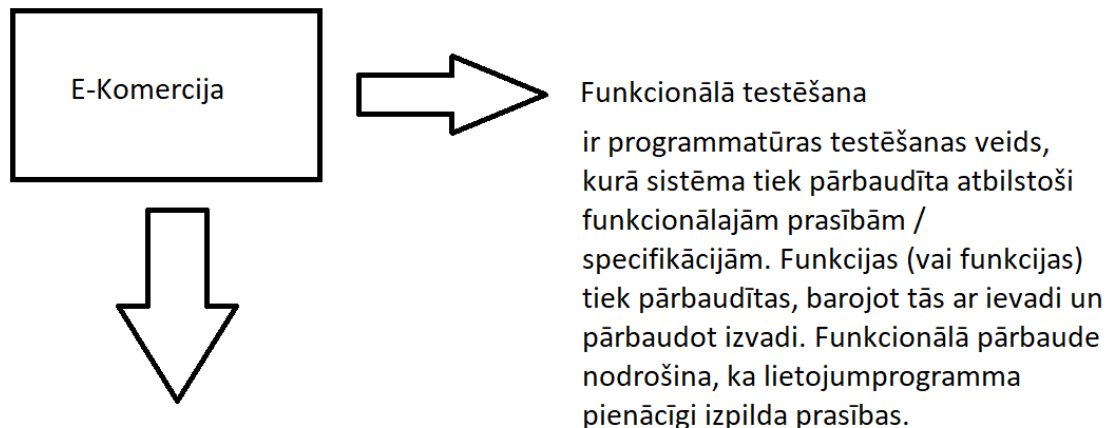 E-Komercija
Funkcionālā testēšana
ir programmatūras testēšanas veids,
kurā sistēma tiek pārbaudīta atbilstoši
funkcionālajām prasībām /
specifikācijām. Funkcijas (vai funkcijas)
tiek pārbaudītas, barojot tās ar ievadi un
pārbaudot izvadi. Funkcionālā pārbaude
nodrošina, ka lietojumprogramma
pienācīgi izpilda prasības.